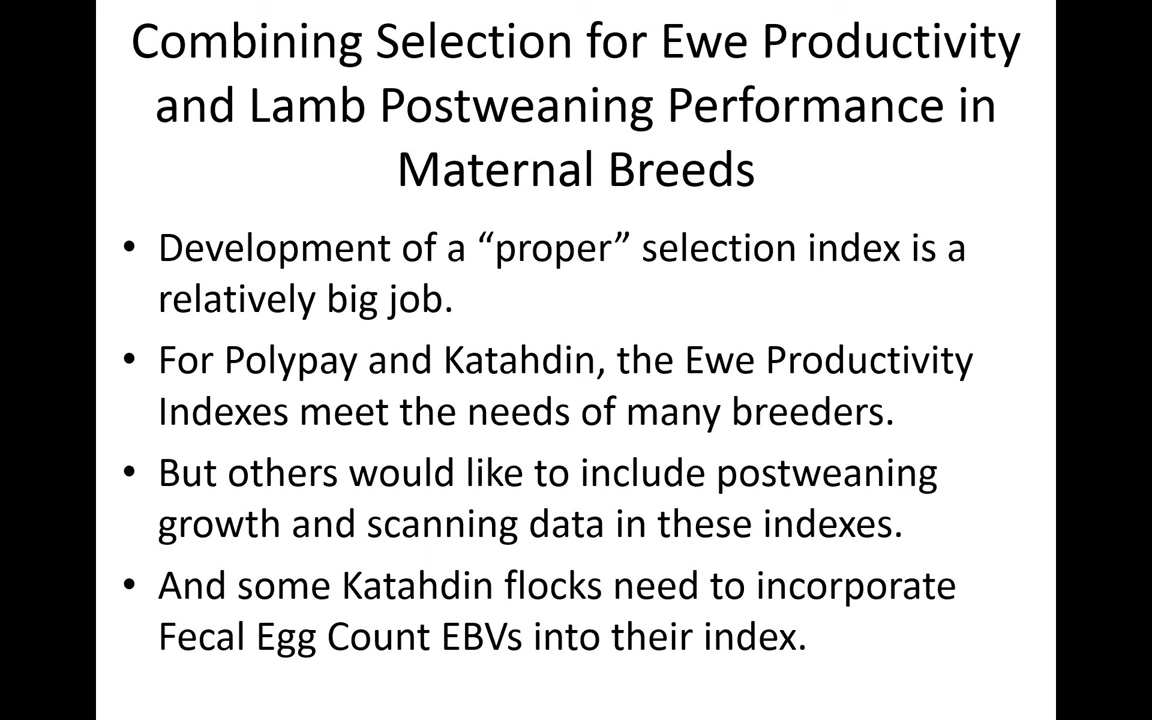 Combining Selection for Ewe Productivity
and Lamb Postweaning Performance in
Maternal Breeds
• Development of a “proper” selection index is a
relatively big job.
• For Polypay and Katahdin, the Ewe Productivity
Indexes meet the needs of many breeders.
• But others would like to include postweaning
growth and scanning data in these indexes.
• And some Katahdin flocks need to incorporate
Fecal Egg Count EBVs into their index.